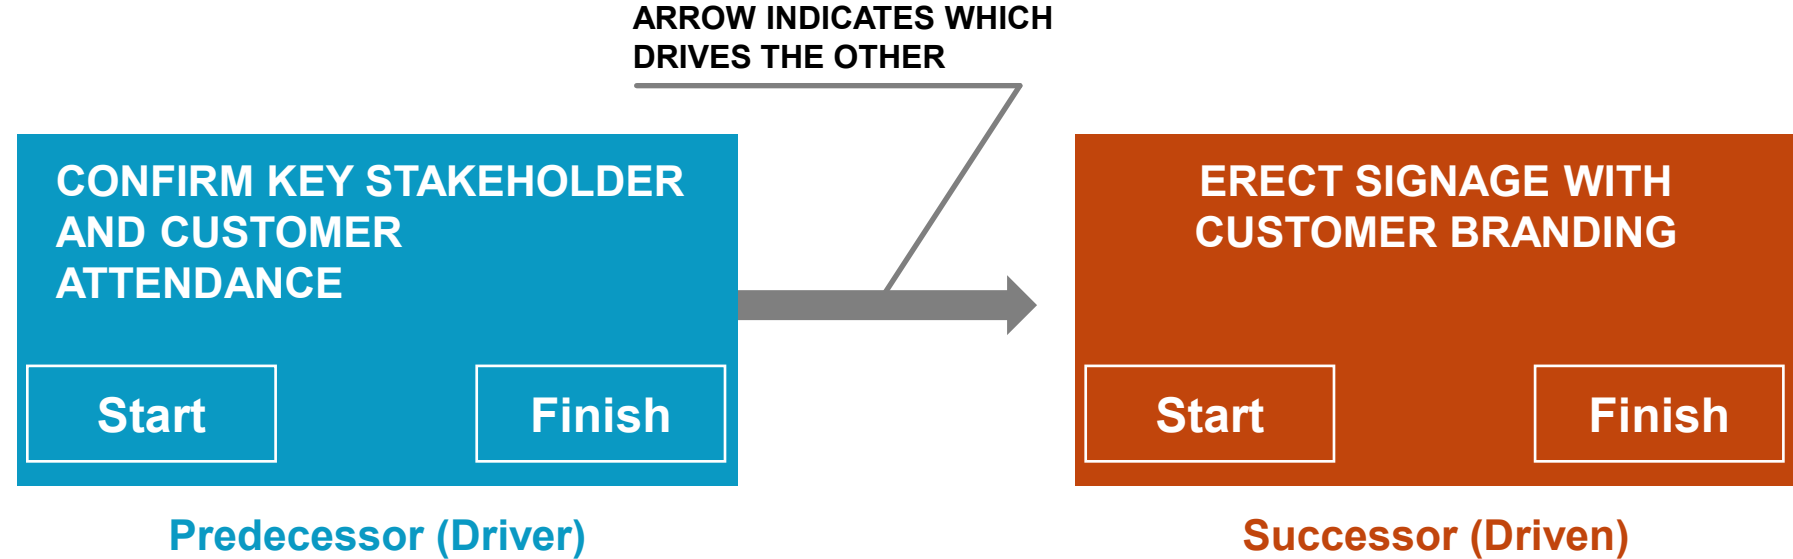 ARROW INDICATES WHICH
DRIVES THE OTHER
CONFIRM KEY STAKEHOLDER
AND CUSTOMER
ATTENDANCE
Start
Finish
Predecessor (Driver)
ERECT SIGNAGE WITH
CUSTOMER BRANDING
Start
Finish
Successor (Driven)